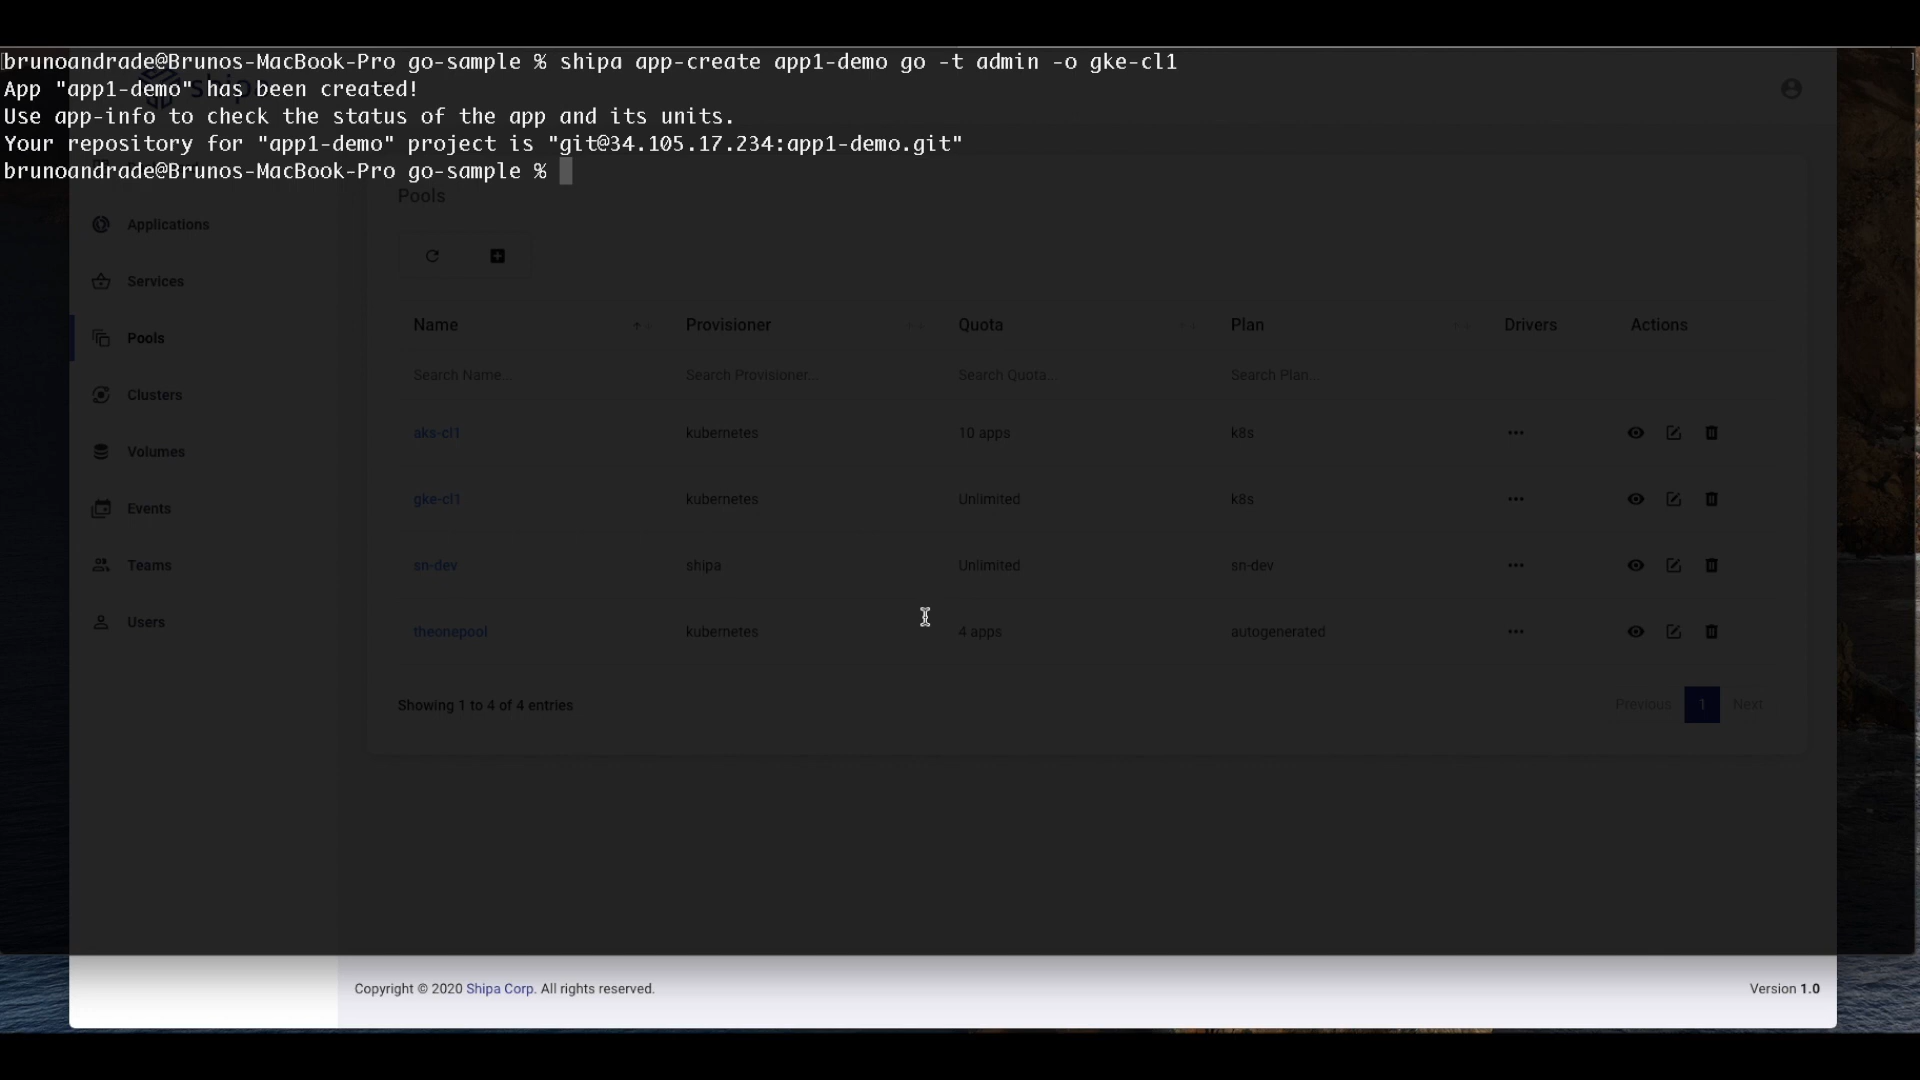 brunoandrade@Brunos-MacBook-Pro go-sample % shipa app-create app1-demo go -t admin -o gke-cl1
App "app1-demo" has been created!
Use app-info to check the status of the app and its units.
Your repository for "app1-demo" project is "git@34.105.17.234:app1-demo.git"
brunoandrade@Brunos-MacBook-Pro go-sample %
Pools
Applications
Services
Pools
Clusters
Volumes
Events
Teams
Users
Name Provisioner Quota Plan Drivers Actions
Search Name... Search Provisioner... Search Quota... Search Plan...
aks-cl1 kubernetes 10 apps k8s
gke-cl1 kubernetes Unlimited k8s
sn-dev shipa Unlimited sn-dev
theonepool kubernetes 4 apps autogenerated
Showing 1 to 4 of 4 entries
Previous 1 Next
Copyright © 2020 Shipa Corp. All rights reserved.
Version 1.0